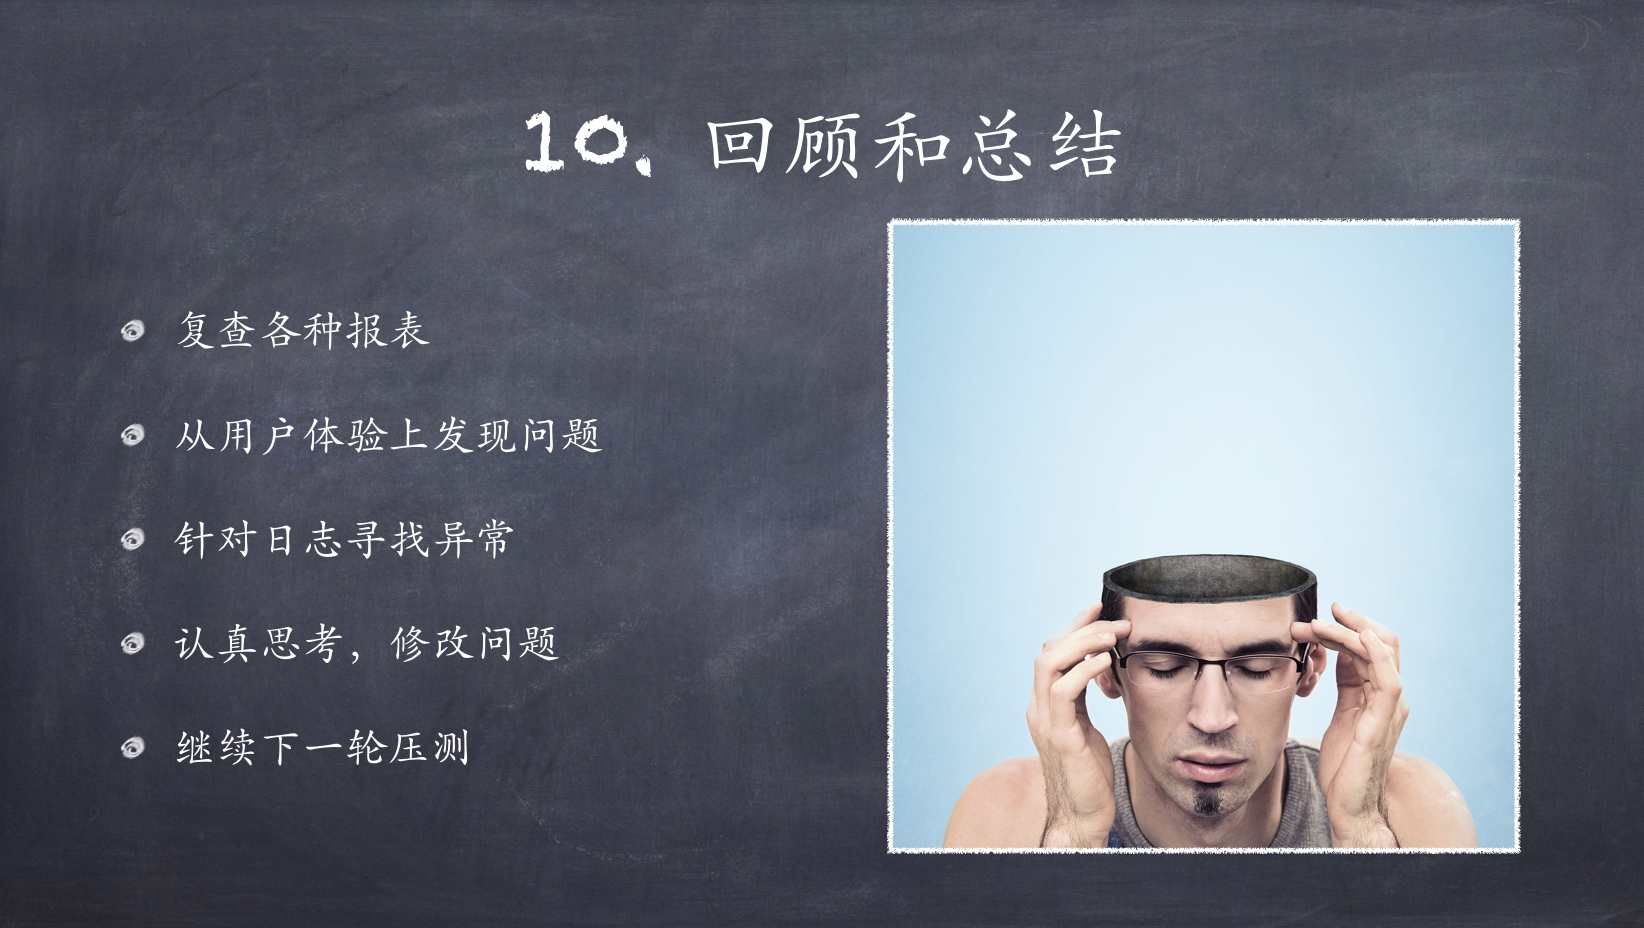 10. 回顾和总结
复查各种报表
从用户体验上发现问题
针对日志寻找异常
认真思考，修改问题
继续下一轮压测